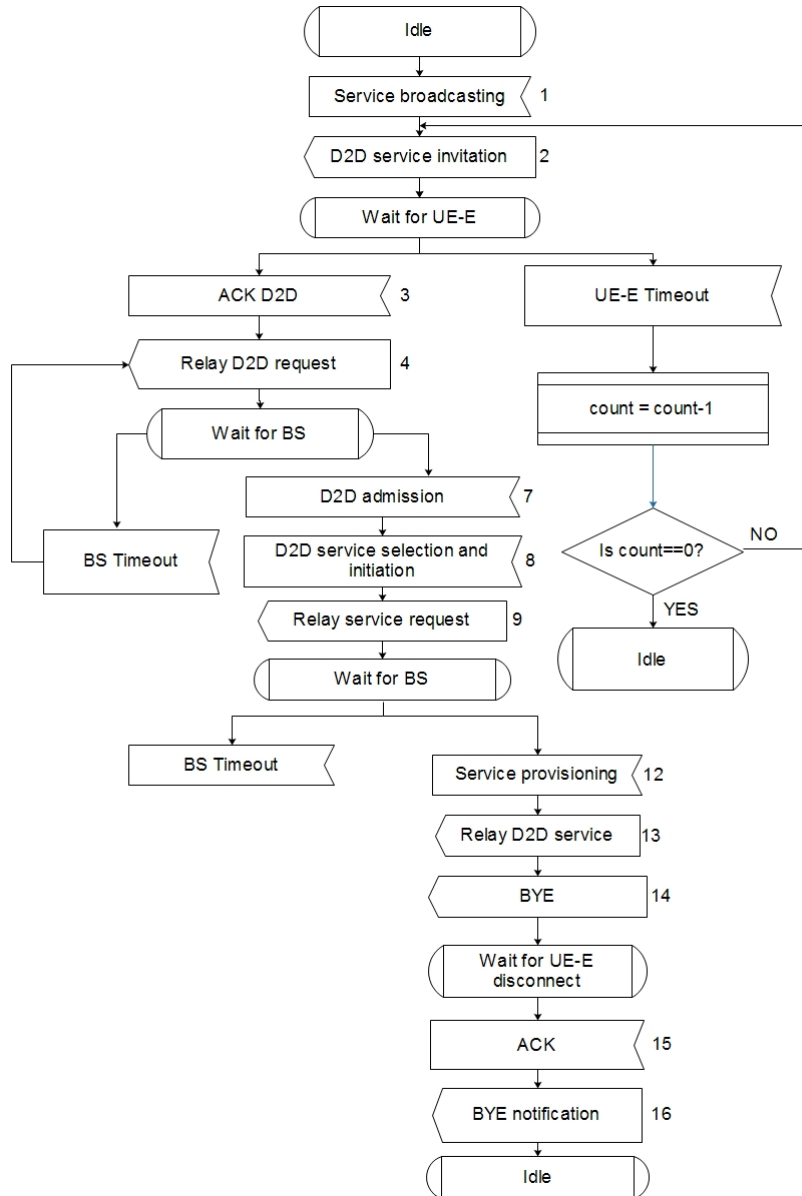 Idle
Service broadcasting
1
D2D service invitation
2
Wait for UE-E
ACK D2D
3
UE-E Timeout
Relay D2D request
4
count = count-1
Wait for BS
D2D admission
7
BS Timeout
D2D service selection and
initiation
8
Is count==0?
NO
YES
Relay service request
9
Idle
Wait for BS
BS Timeout
Service provisioning
12
Relay D2D service
13
BYE
14
Wait for UE-E
disconnect
ACK
15
BYE notification
16
Idle